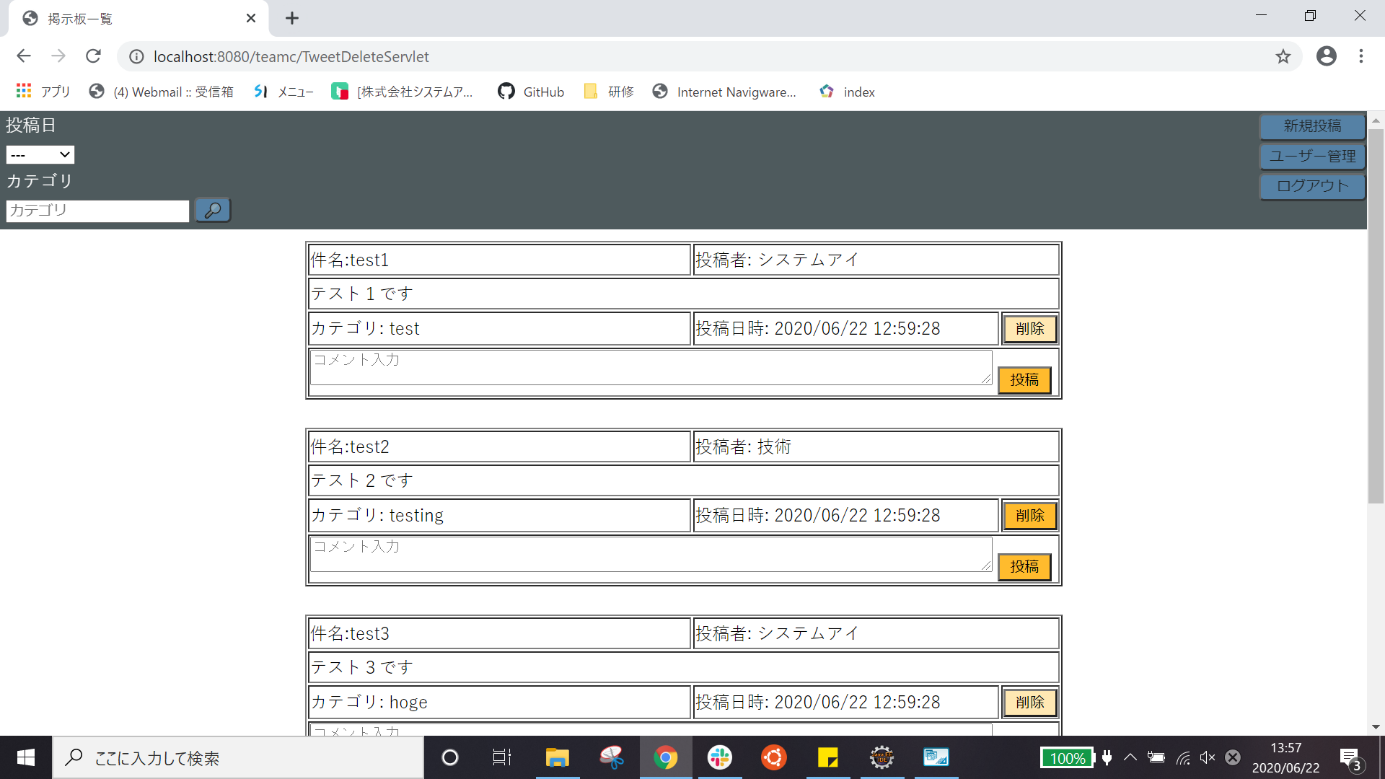 掲示板一覧
localhost:8080/teamc/TweetDeleteServlet
アプリ (4) Webmail :: 受信箱 メニュー [株式会社システムア... GitHub 研修 Internet Navigware... index
投稿日
---
カテゴリ
カテゴリ
新規投稿
ユーザー管理
ログアウト
件名:test1 投稿者: システムアイ
テスト１です
カテゴリ: test 投稿日時: 2020/06/22 12:59:28 削除
コメント入力
投稿
件名:test2 投稿者: 技術
テスト２です
カテゴリ: testing 投稿日時: 2020/06/22 12:59:28 削除
コメント入力
投稿
件名:test3 投稿者: システムアイ
テスト３です
カテゴリ: hoge 投稿日時: 2020/06/22 12:59:28 削除
コメント入力
ここに入力して検索
100%
13:57
2020/06/22
3